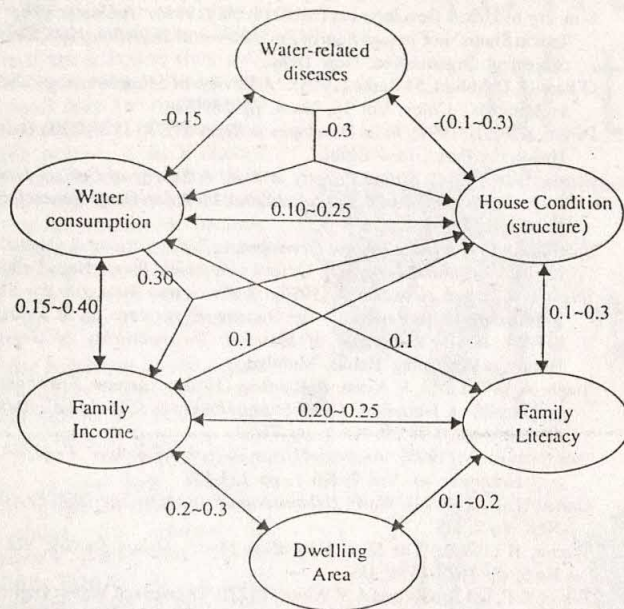 Water-related
diseases
-0.15
-0.3
-(0.1~0.3)
Water
consumption
0.10~0.25
House Condition
(structure)
0.15~0.40
0.30
0.1
0.1
0.1~0.3
Family
Income
0.20~0.25
Family
Literacy
0.2~0.3
0.1~0.2
Dwelling
Area